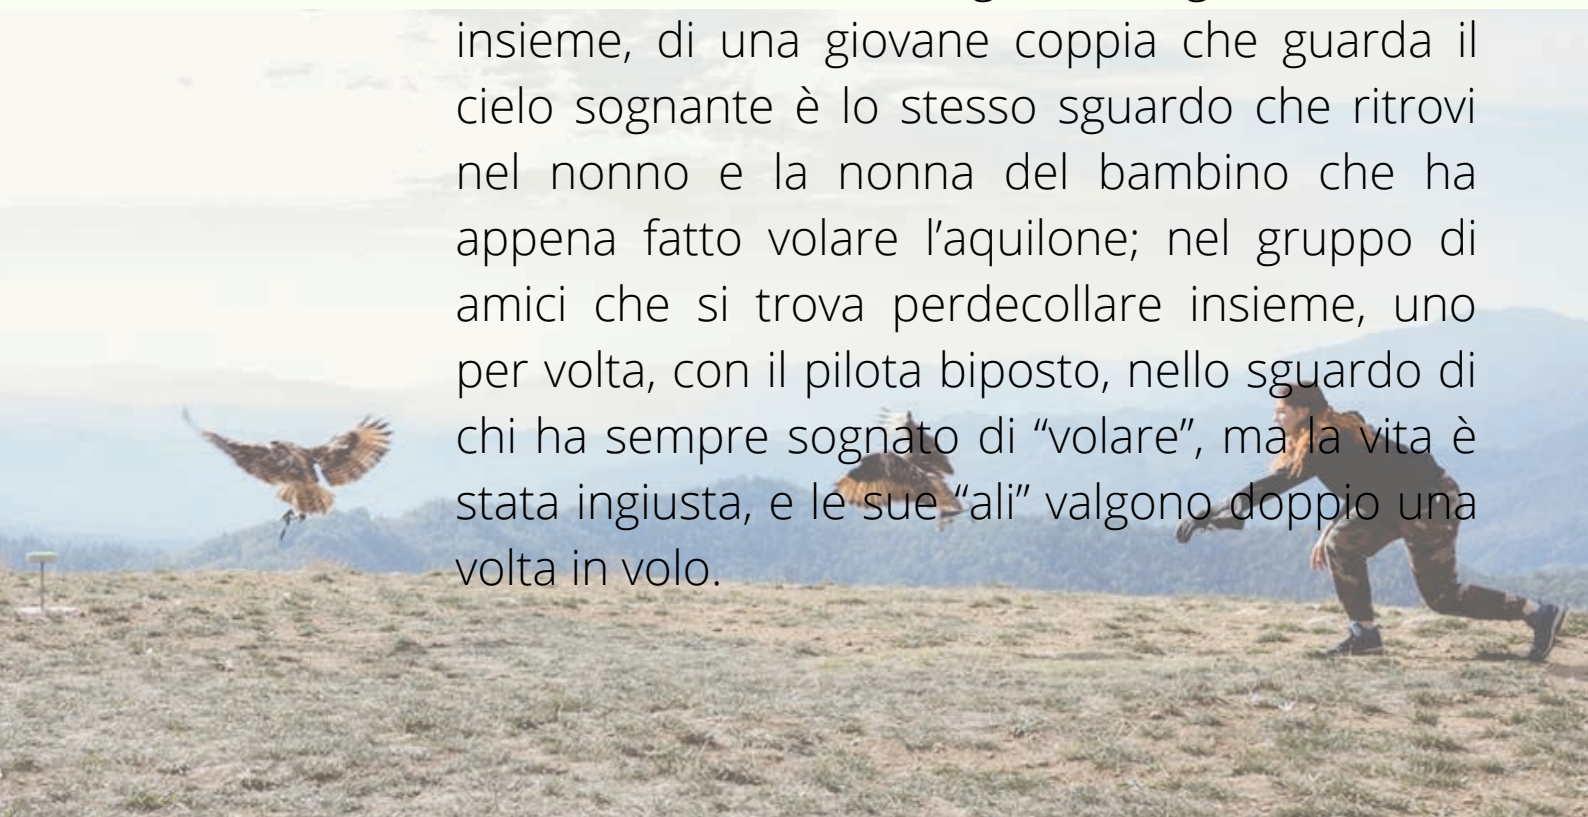 insieme, di una giovane coppia che guarda il
cielo sognante è lo stesso sguardo che ritrovi
nel nonno e la nonna del bambino che ha
appena fatto volare l’aquilone; nel gruppo di
amici che si trova perdecollare insieme, uno
per volta, con il pilota biposto, nello sguardo di
chi ha sempre sognato di “volare”, ma la vita è
stata ingiusta, e le sue “ali” valgono doppio una
volta in volo.